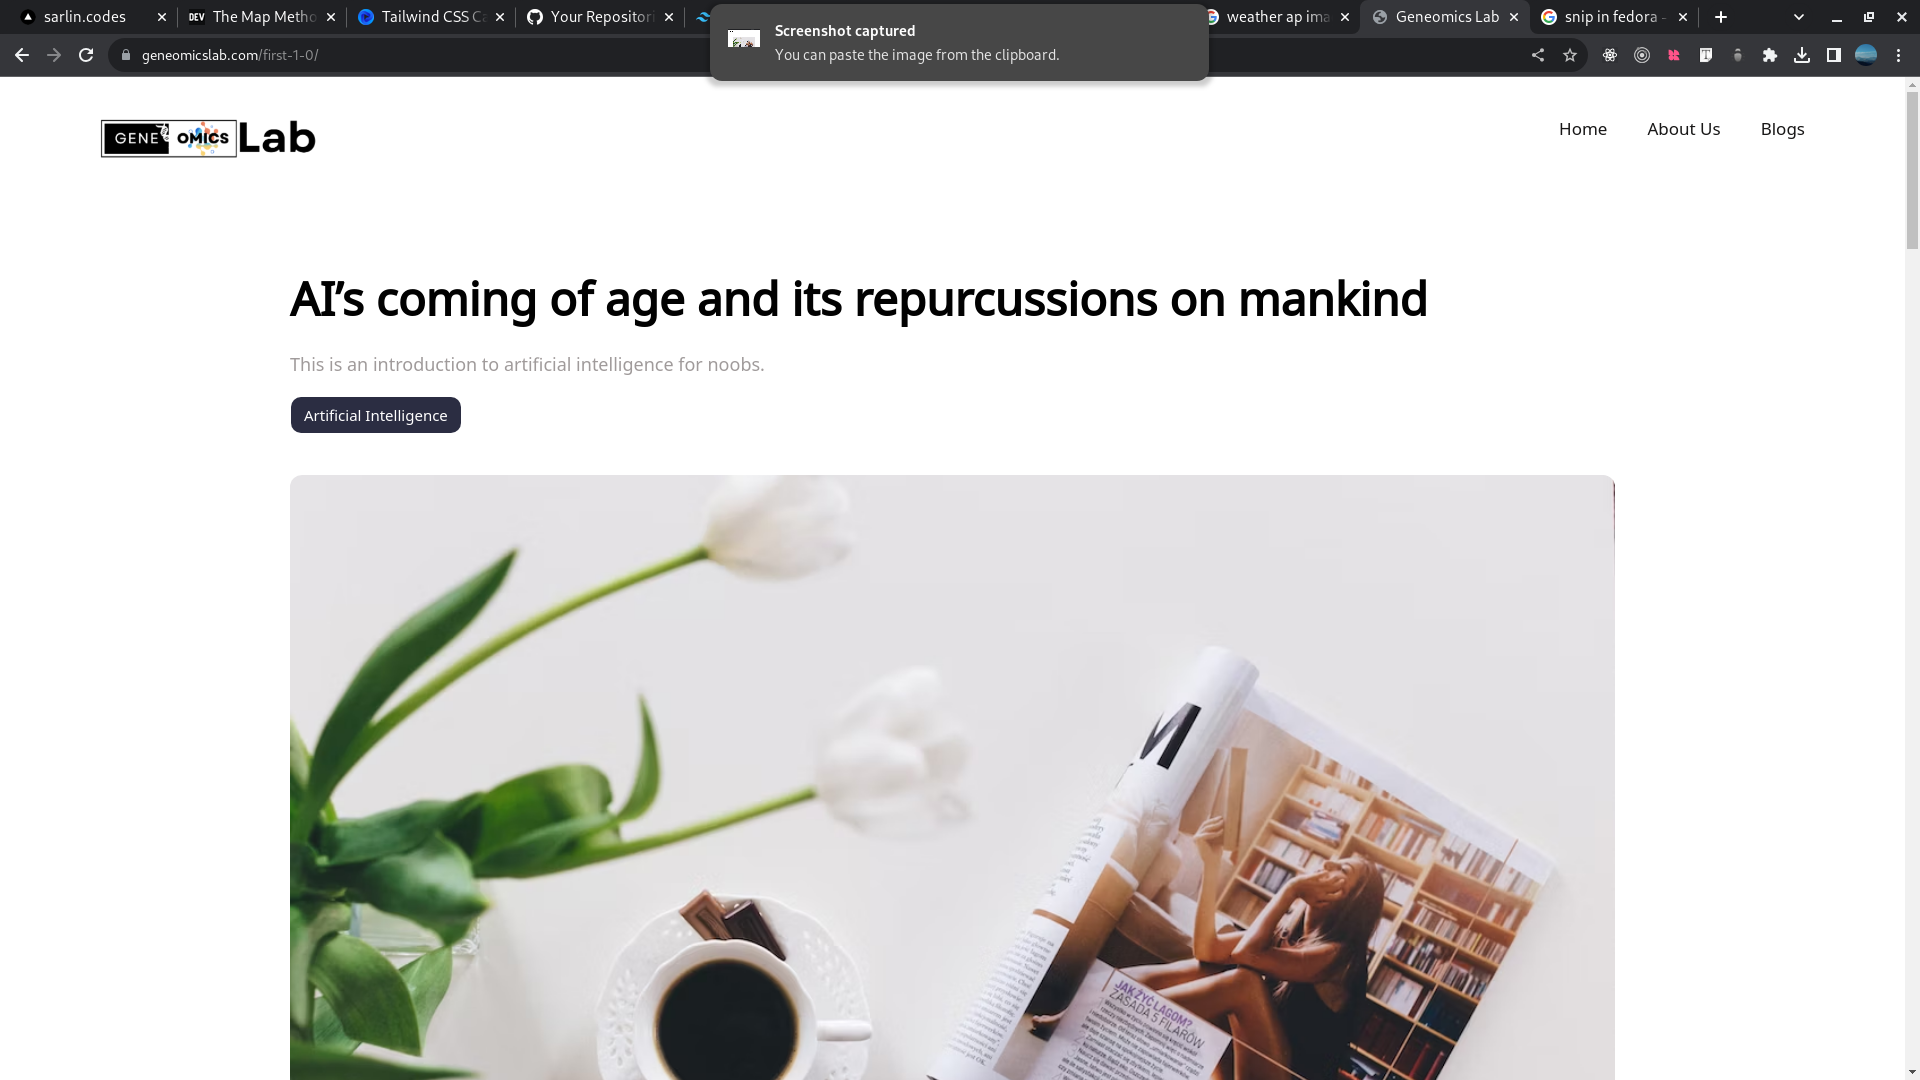 sarlin.codes
DEV The Map Metho
Tailwind CSS Ca
Your Repositori
weather ap ima
Geneomics Lab
snip in fedora -
Screenshot captured
You can paste the image from the clipboard.
geneomicslab.com/first-1-0/
GENE OMICS Lab
Home
About Us
Blogs
AI’s coming of age and its repurcussions on mankind
This is an introduction to artificial intelligence for noobs.
Artificial Intelligence
JAK ŻYĆ LAGOM?
ZASADA 5 FILARÓW